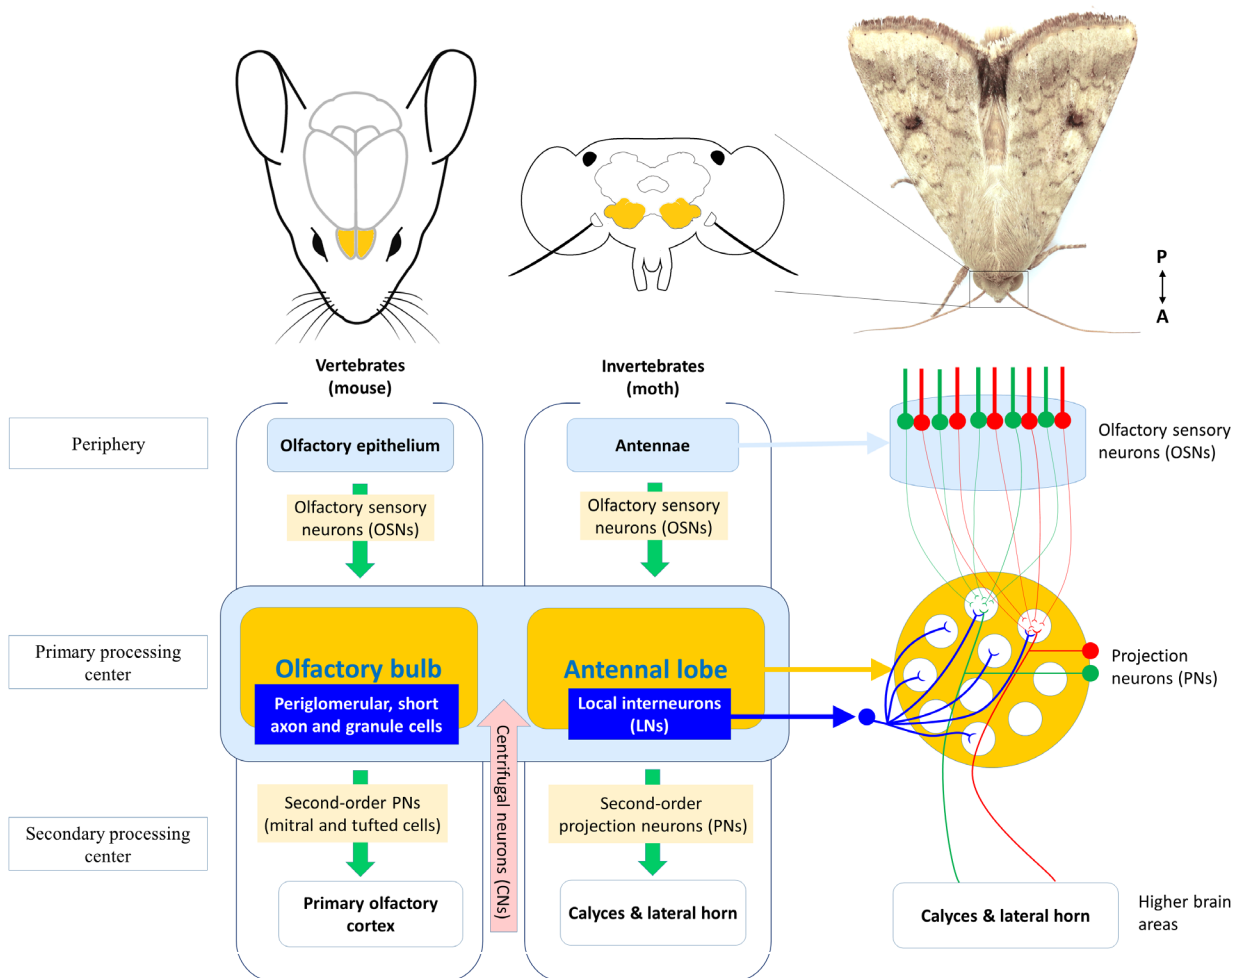 P
A
Vertebrates
(mouse)
Invertebrates
(moth)
Periphery
Olfactory epithelium
Antennae
Olfactory sensory
neurons (OSNs)
Olfactory sensory
neurons (OSNs)
Olfactory sensory
neurons (OSNs)
Primary processing
center
Olfactory bulb
Periglomerular, short
axon and granule cells
Antennal lobe
Local interneurons
(LNs)
Projection
neurons (PNs)
Centrifugal neurons (CNs)
Secondary processing
center
Second-order PNs
(mitral and tufted cells)
Second-order
projection neurons (PNs)
Primary olfactory
cortex
Calyces & lateral horn
Calyces & lateral horn
Higher brain
areas